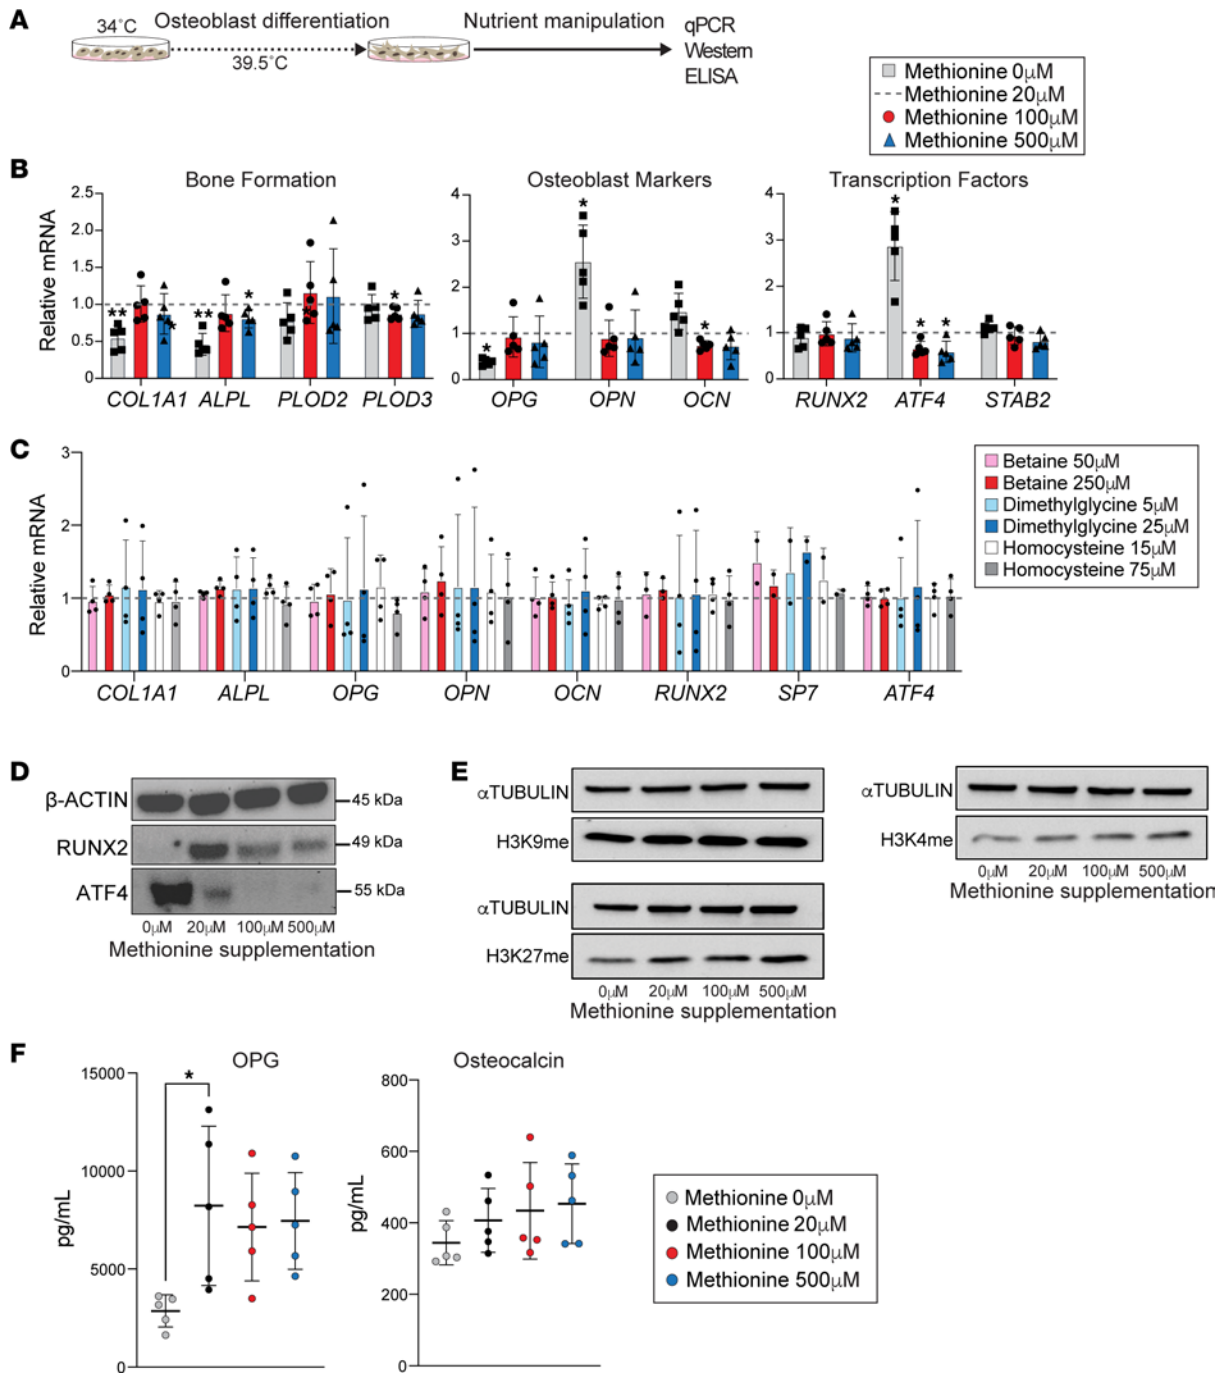 A
34°C
Osteoblast differentiation
39.5°C
Nutrient manipulation
qPCR
Western
ELISA
Methionine 0μM
Methionine 20μM
Methionine 100μM
Methionine 500μM
B
Bone Formation
Osteoblast Markers
Transcription Factors
Relative mRNA
2.5
2.0
1.5
1.0
0.5
0
** ** * * *
COL1A1 ALPL PLOD2 PLOD3
4
3
2
1
0
* * *
OPG OPN OCN
4
3
2
1
0
* * *
RUNX2 ATF4 STAB2
C
Relative mRNA
3
2
1
0
COL1A1 ALPL OPG OPN OCN RUNX2 SP7 ATF4
Betaine 50μM
Betaine 250μM
Dimethylglycine 5μM
Dimethylglycine 25μM
Homocysteine 15μM
Homocysteine 75μM
D
β-ACTIN
45 kDa
RUNX2
49 kDa
ATF4
55 kDa
0μM 20μM 100μM 500μM
Methionine supplementation
E
αTUBULIN
H3K9me
αTUBULIN
H3K27me
0μM 20μM 100μM 500μM
Methionine supplementation
αTUBULIN
H3K4me
0μM 20μM 100μM 500μM
Methionine supplementation
F
OPG
pg/mL
15000
10000
5000
0
*
Osteocalcin
pg/mL
800
600
400
200
0
Methionine 0μM
Methionine 20μM
Methionine 100μM
Methionine 500μM